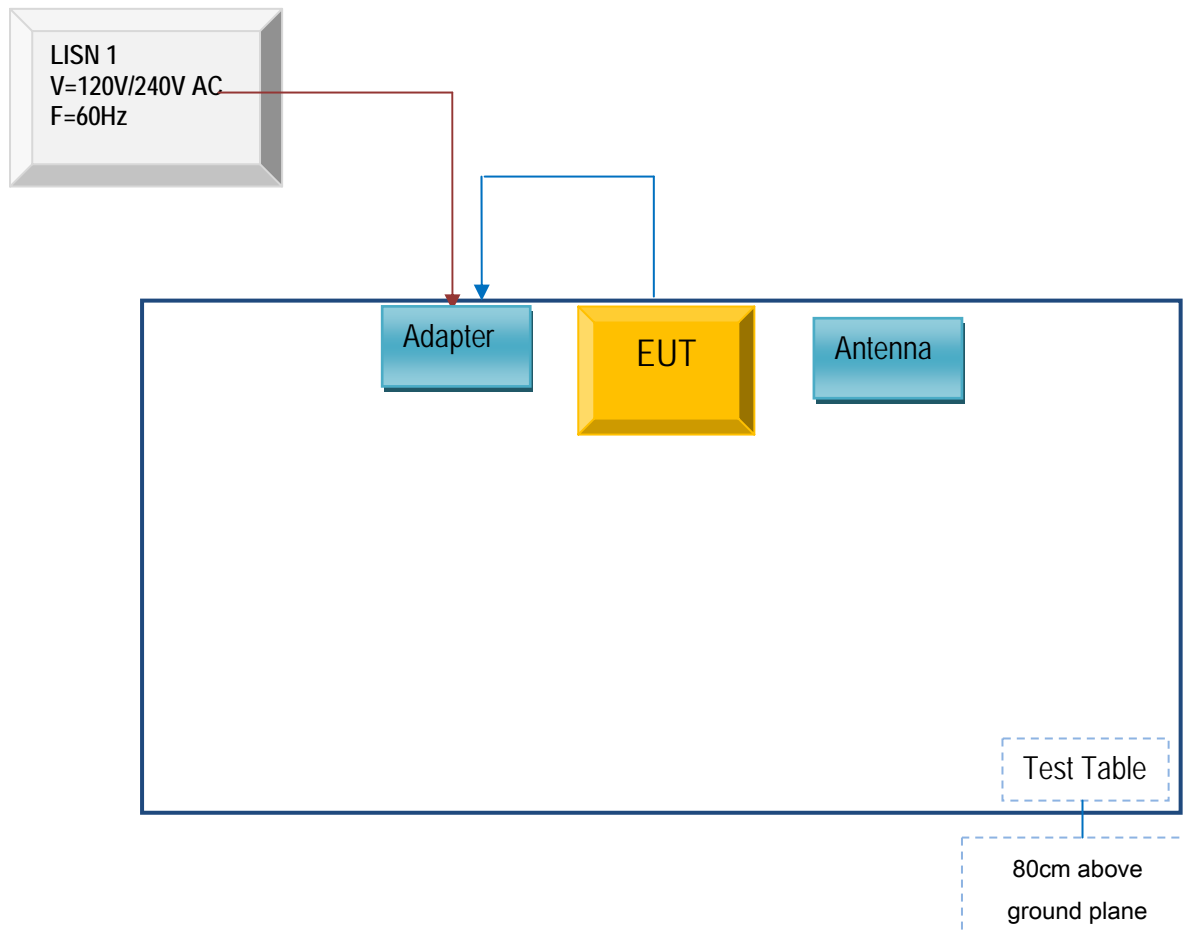 LISN 1
V=120V/240V AC
F=60Hz
Adapter
EUT
Antenna
Test Table
80cm above
ground plane